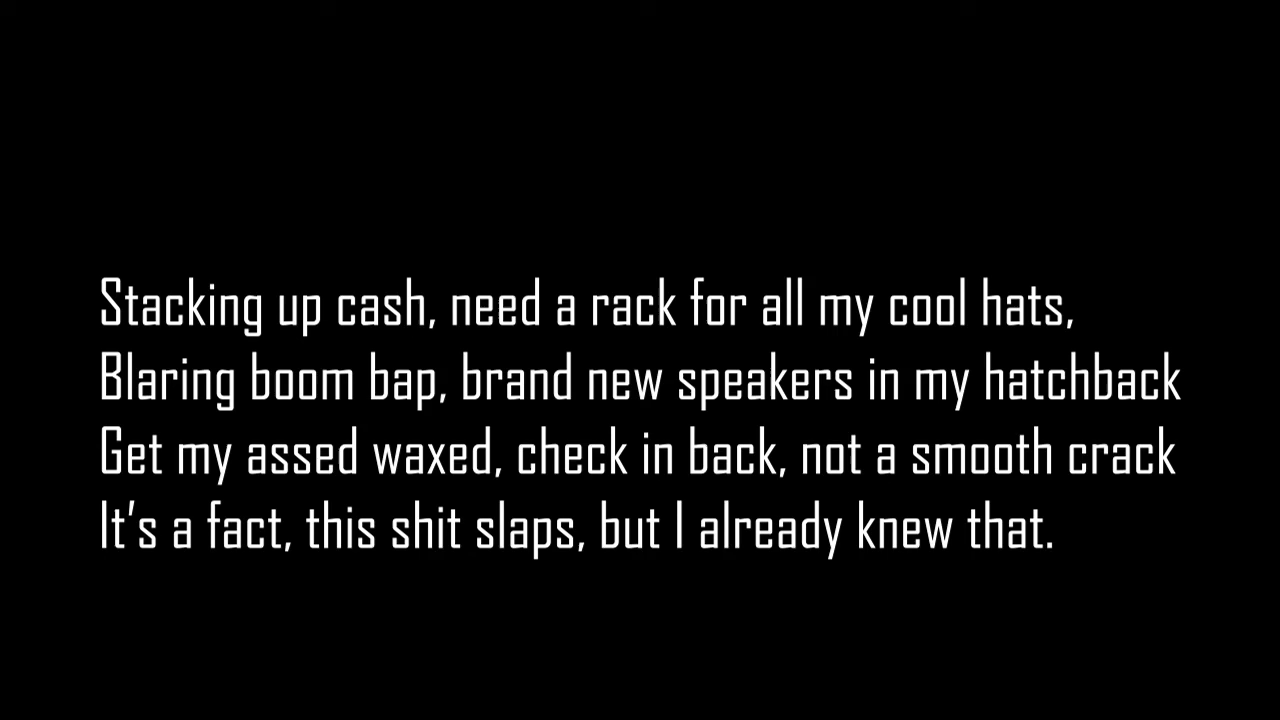 Stacking up cash, need a rack for all my cool hats,
Blaring boom bap, brand new speakers in my hatchback
Get my assed waxed, check in back, not a smooth crack
It’s a fact, this shit slaps, but I already knew that.